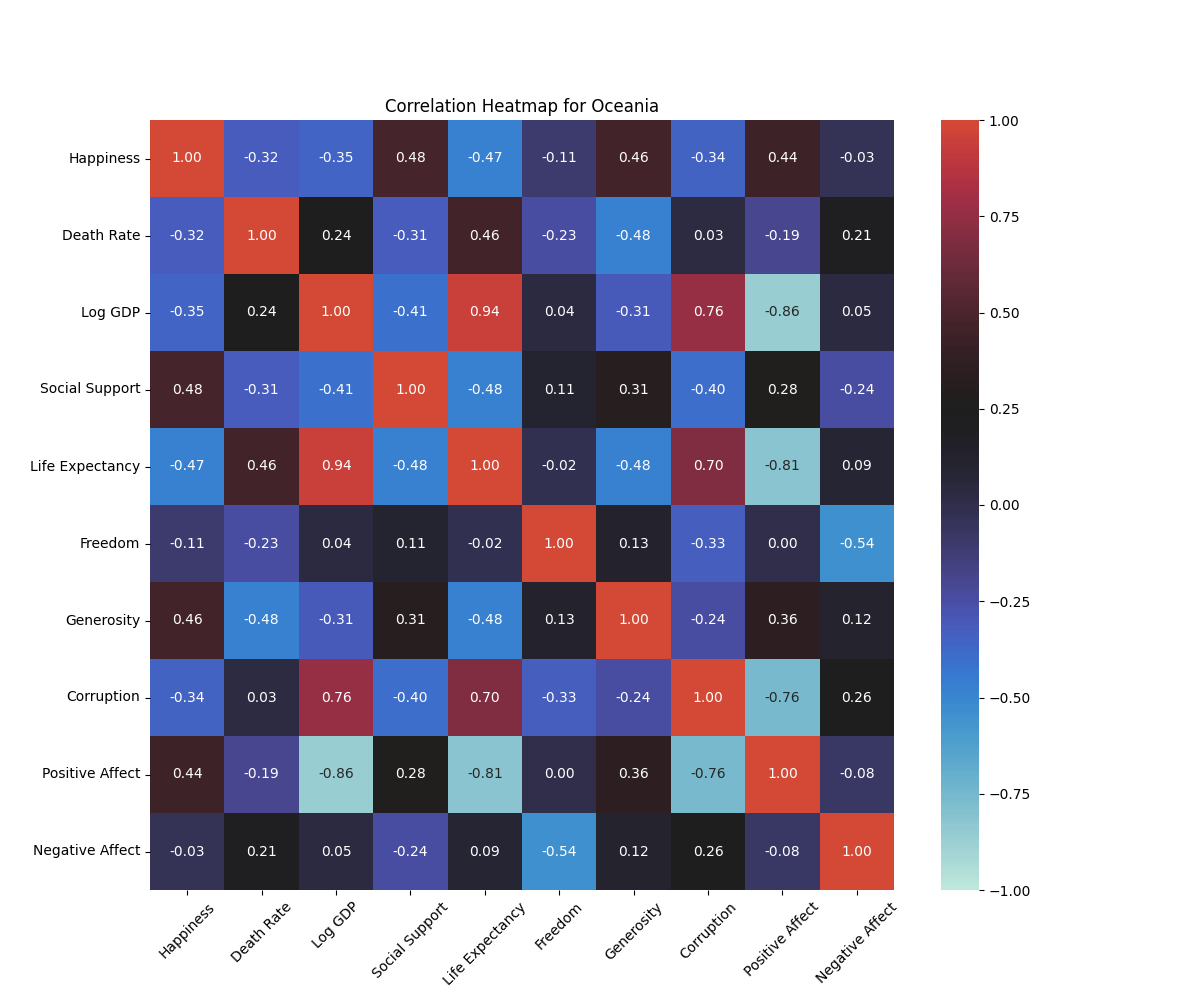 Correlation Heatmap for Oceania
Happiness 1.00 -0.32 -0.35 0.48 -0.47 -0.11 0.46 -0.34 0.44 -0.03
Death Rate -0.32 1.00 0.24 -0.31 0.46 -0.23 -0.48 0.03 -0.19 0.21
Log GDP -0.35 0.24 1.00 -0.41 0.94 0.04 -0.31 0.76 -0.86 0.05
Social Support 0.48 -0.31 -0.41 1.00 -0.48 0.11 0.31 -0.40 0.28 -0.24
Life Expectancy -0.47 0.46 0.94 -0.48 1.00 -0.02 -0.48 0.70 -0.81 0.09
Freedom -0.11 -0.23 0.04 0.11 -0.02 1.00 0.13 -0.33 0.00 -0.54
Generosity 0.46 -0.48 -0.31 0.31 -0.48 0.13 1.00 -0.24 0.36 0.12
Corruption -0.34 0.03 0.76 -0.40 0.70 -0.33 -0.24 1.00 -0.76 0.26
Positive Affect 0.44 -0.19 -0.86 0.28 -0.81 0.00 0.36 -0.76 1.00 -0.08
Negative Affect -0.03 0.21 0.05 -0.24 0.09 -0.54 0.12 0.26 -0.08 1.00
Happiness Death Rate Log GDP Social Support Life Expectancy Freedom Generosity Corruption Positive Affect Negative Affect
1.00
0.75
0.50
0.25
0.00
−0.25
−0.50
−0.75
−1.00